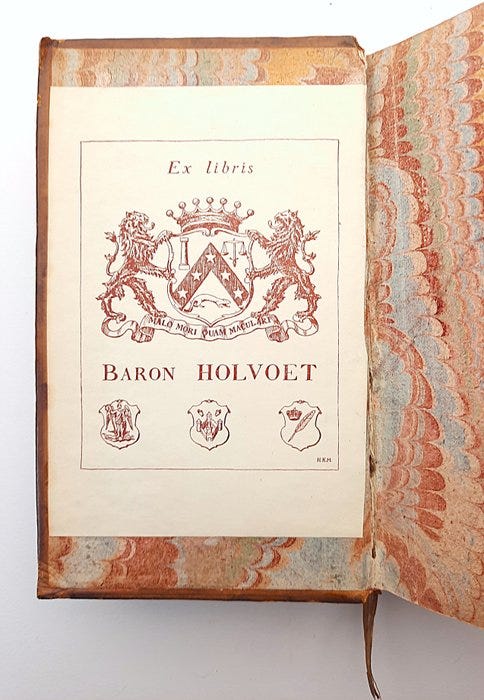 Ex libris
MALO MORI QUAM MACULARI
BARON HOLVOET
H.K.M.